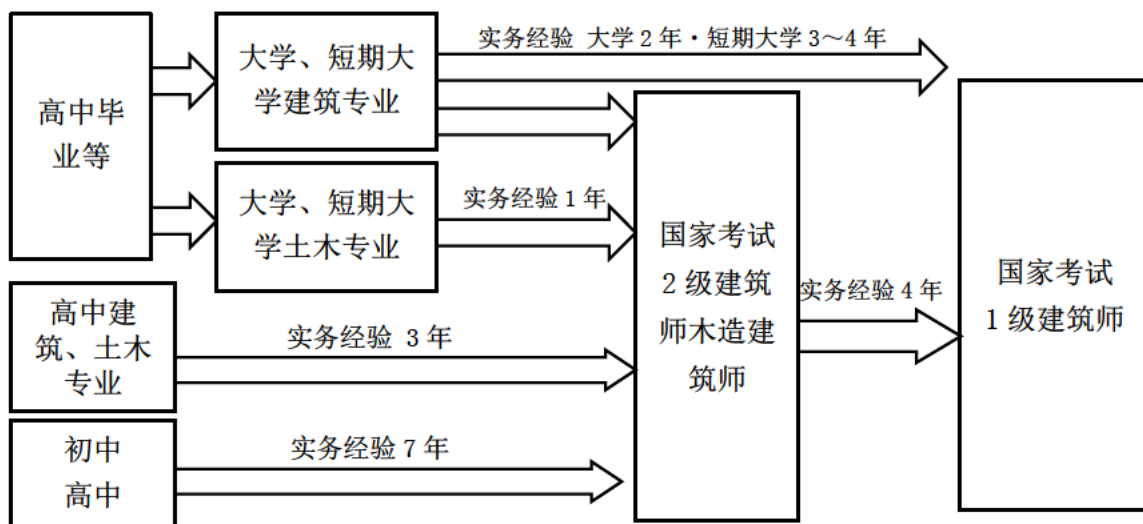 高中毕
业等
大学、短期大
学建筑专业
实务经验 大学2年·短期大学3～4年
大学、短期大
学土木专业
实务经验1年
高中建
筑、土木
专业
实务经验 3年
初中
高中
实务经验7年
国家考试
2级建筑
师木造建
筑师
实务经验4年
国家考试
1级建筑师